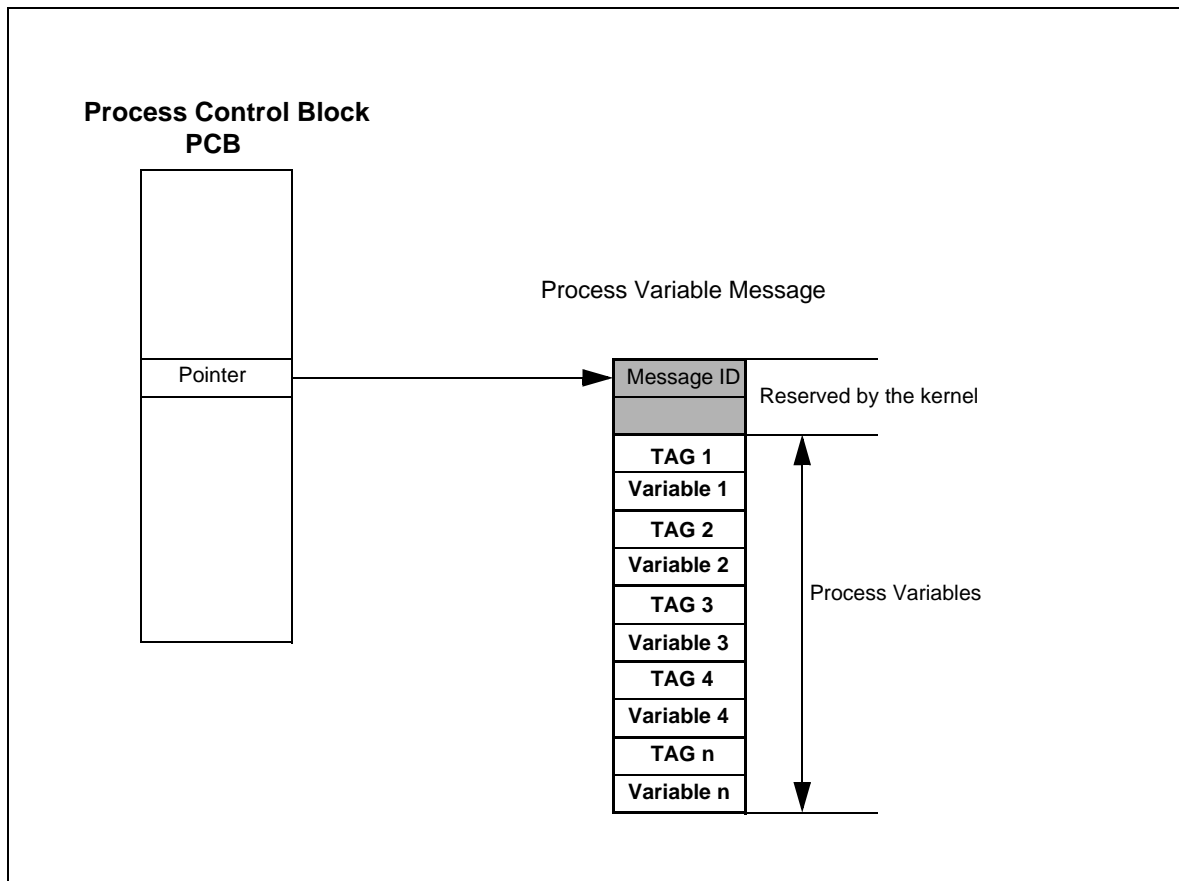 Process Control Block
PCB
Process Variable Message
Pointer
Message ID
Reserved by the kernel
TAG 1
Variable 1
TAG 2
Variable 2
TAG 3
Variable 3
TAG 4
Variable 4
TAG n
Variable n
Process Variables